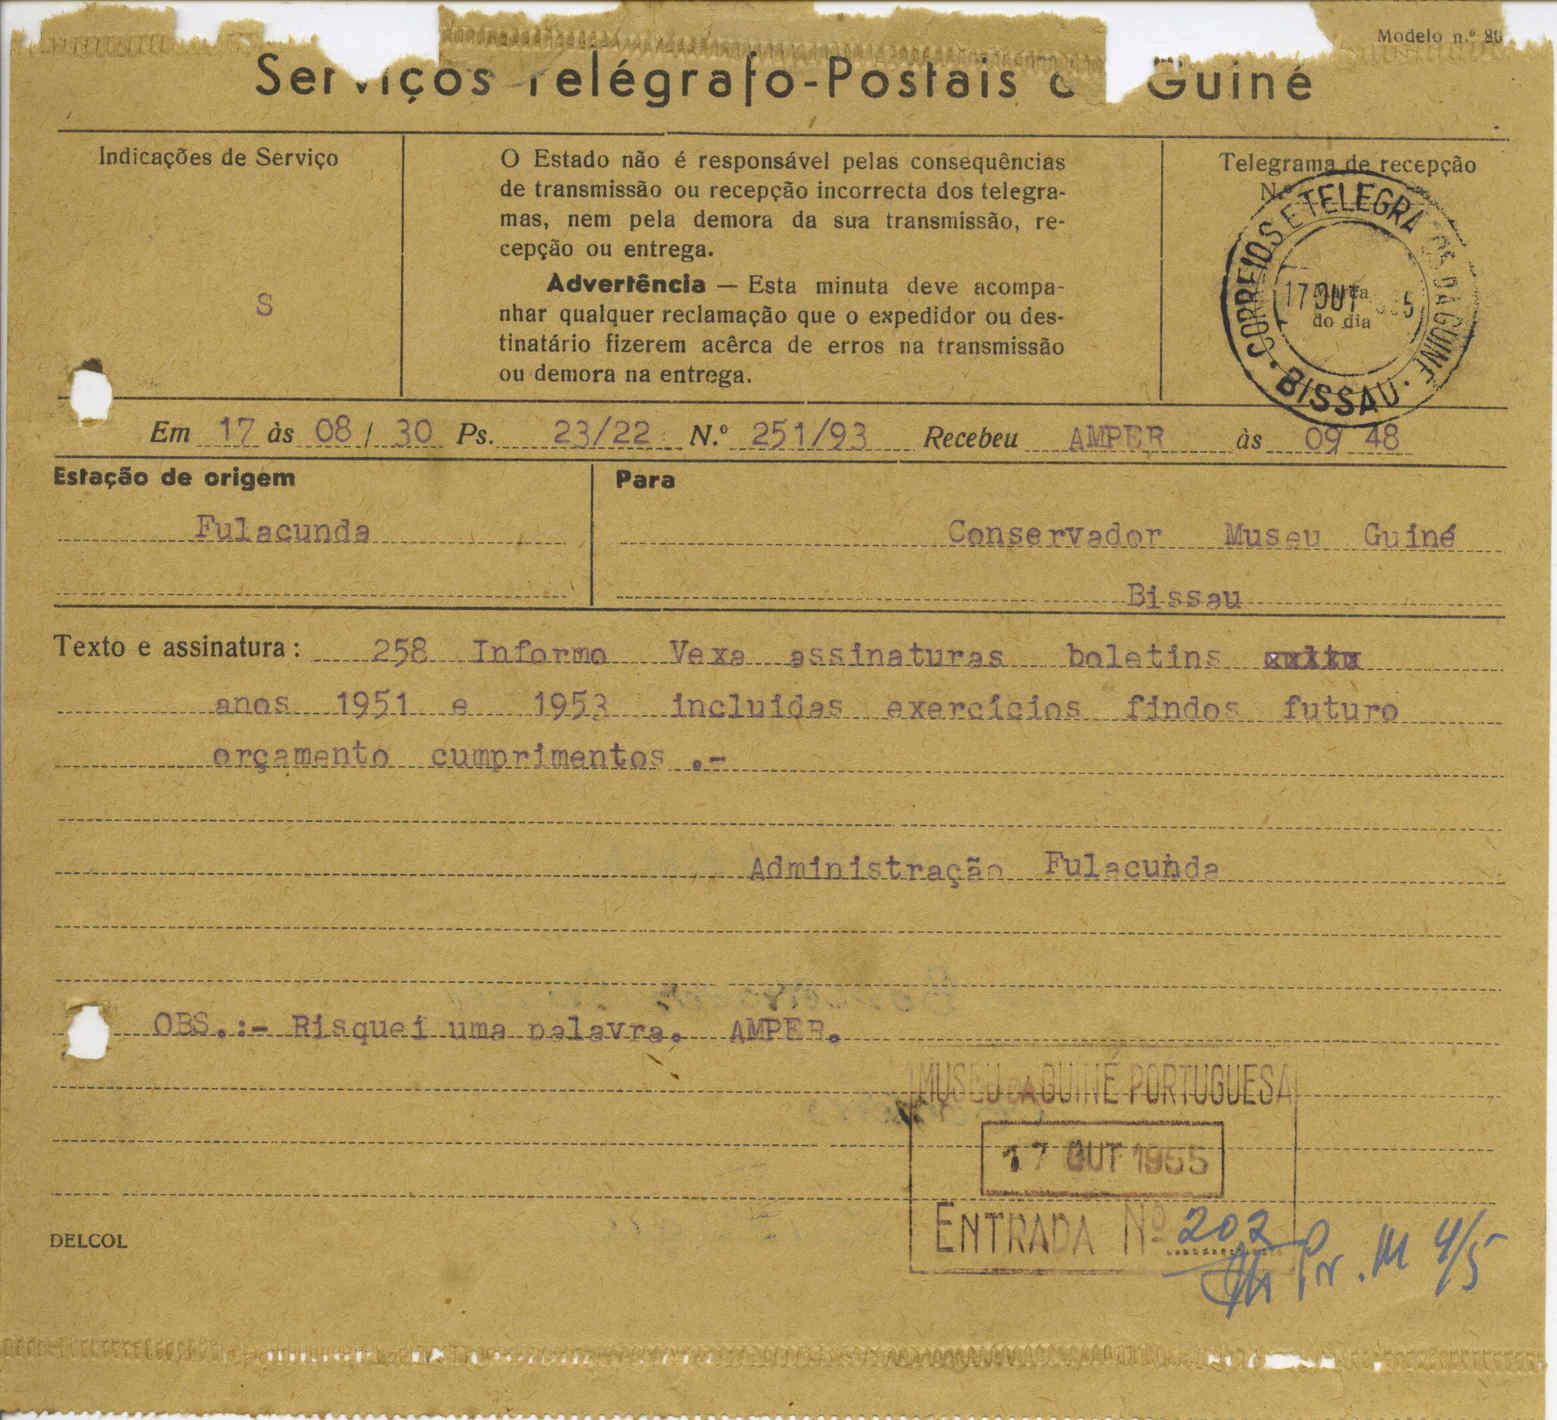 Modelo n.º 80
Serviços Telégrafo-Postais da Guiné
Indicações de Serviço
S
O Estado não é responsável pelas consequências
de transmissão ou recepção incorrecta dos telegra-
mas, nem pela demora da sua transmissão, re-
cepção ou entrega.
Advertência — Esta minuta deve acompa-
nhar qualquer reclamação que o expedidor ou des-
tinatário fizerem acêrca de erros na transmissão
ou demora na entrega.
Telegrama de recepção
N.º
CORREIOS E TELEGRAFOS DA GUINÉ
17 OUT 1955
do dia
BISSAU
Em 17 às 08 / 30 Ps. 23/22 N.º 251/93 Recebeu AMPER às 09 48
Estação de origem
Fulacunda
Para
Conservador Museu Guiné
Bissau
Texto e assinatura: 258 Informo Vexa assinaturas boletins
anos 1951 e 1953 incluidas exercícios findos futuro
orçamento cumprimentos .-
Administração Fulacunda
OBS.:- Risquei uma palavra. AMPER.
MUSEU DA GUINÉ PORTUGUESA
17 OUT 1955
ENTRADA Nº 202
Pr. M 4/5
DELCOL